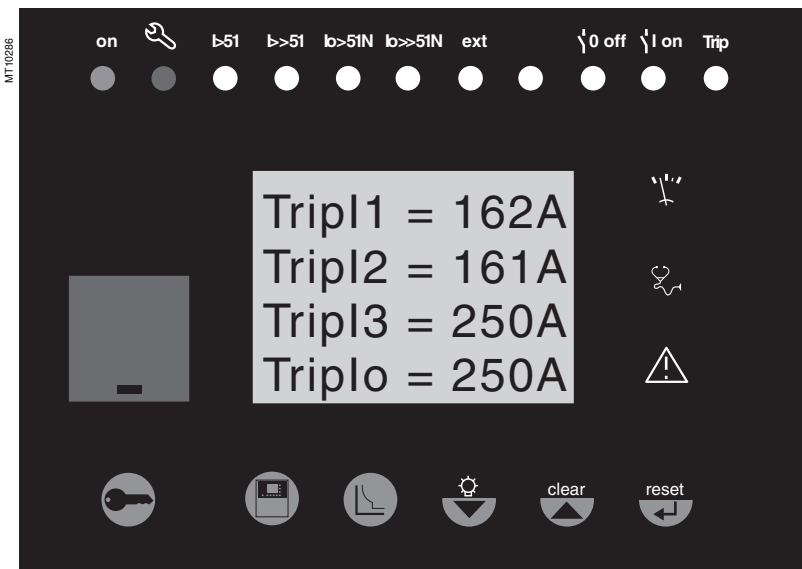 MT10286
on I>51 I>>51 Io>51N Io>>51N ext 0 off I on Trip
TripI1 = 162A
TripI2 = 161A
TripI3 = 250A
TripIo = 250A
clear reset